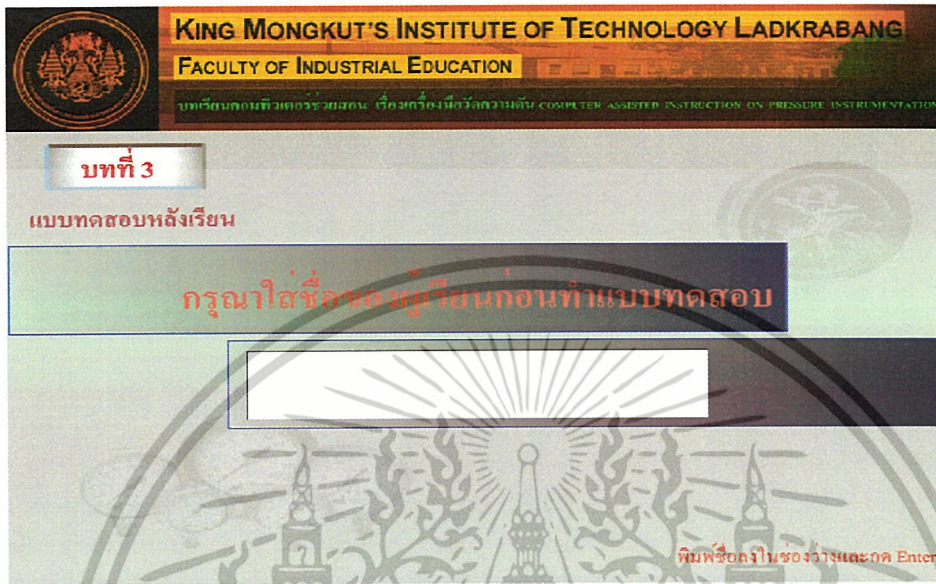 KING MONGKUT'S INSTITUTE OF TECHNOLOGY LADKRABANG
FACULTY OF INDUSTRIAL EDUCATION
บทเรียนคอมพิวเตอร์ช่วยสอน เรื่องเครื่องมือวัดความดัน COMPUTER ASSISTED INSTRUCTION ON PRESSURE INSTRUMENTATION
บทที่ 3
แบบทดสอบหลังเรียน
กรุณาใส่ชื่อของผู้เรียนก่อนทำแบบทดสอบ
พิมพ์ชื่อลงในช่องว่างและกด Enter